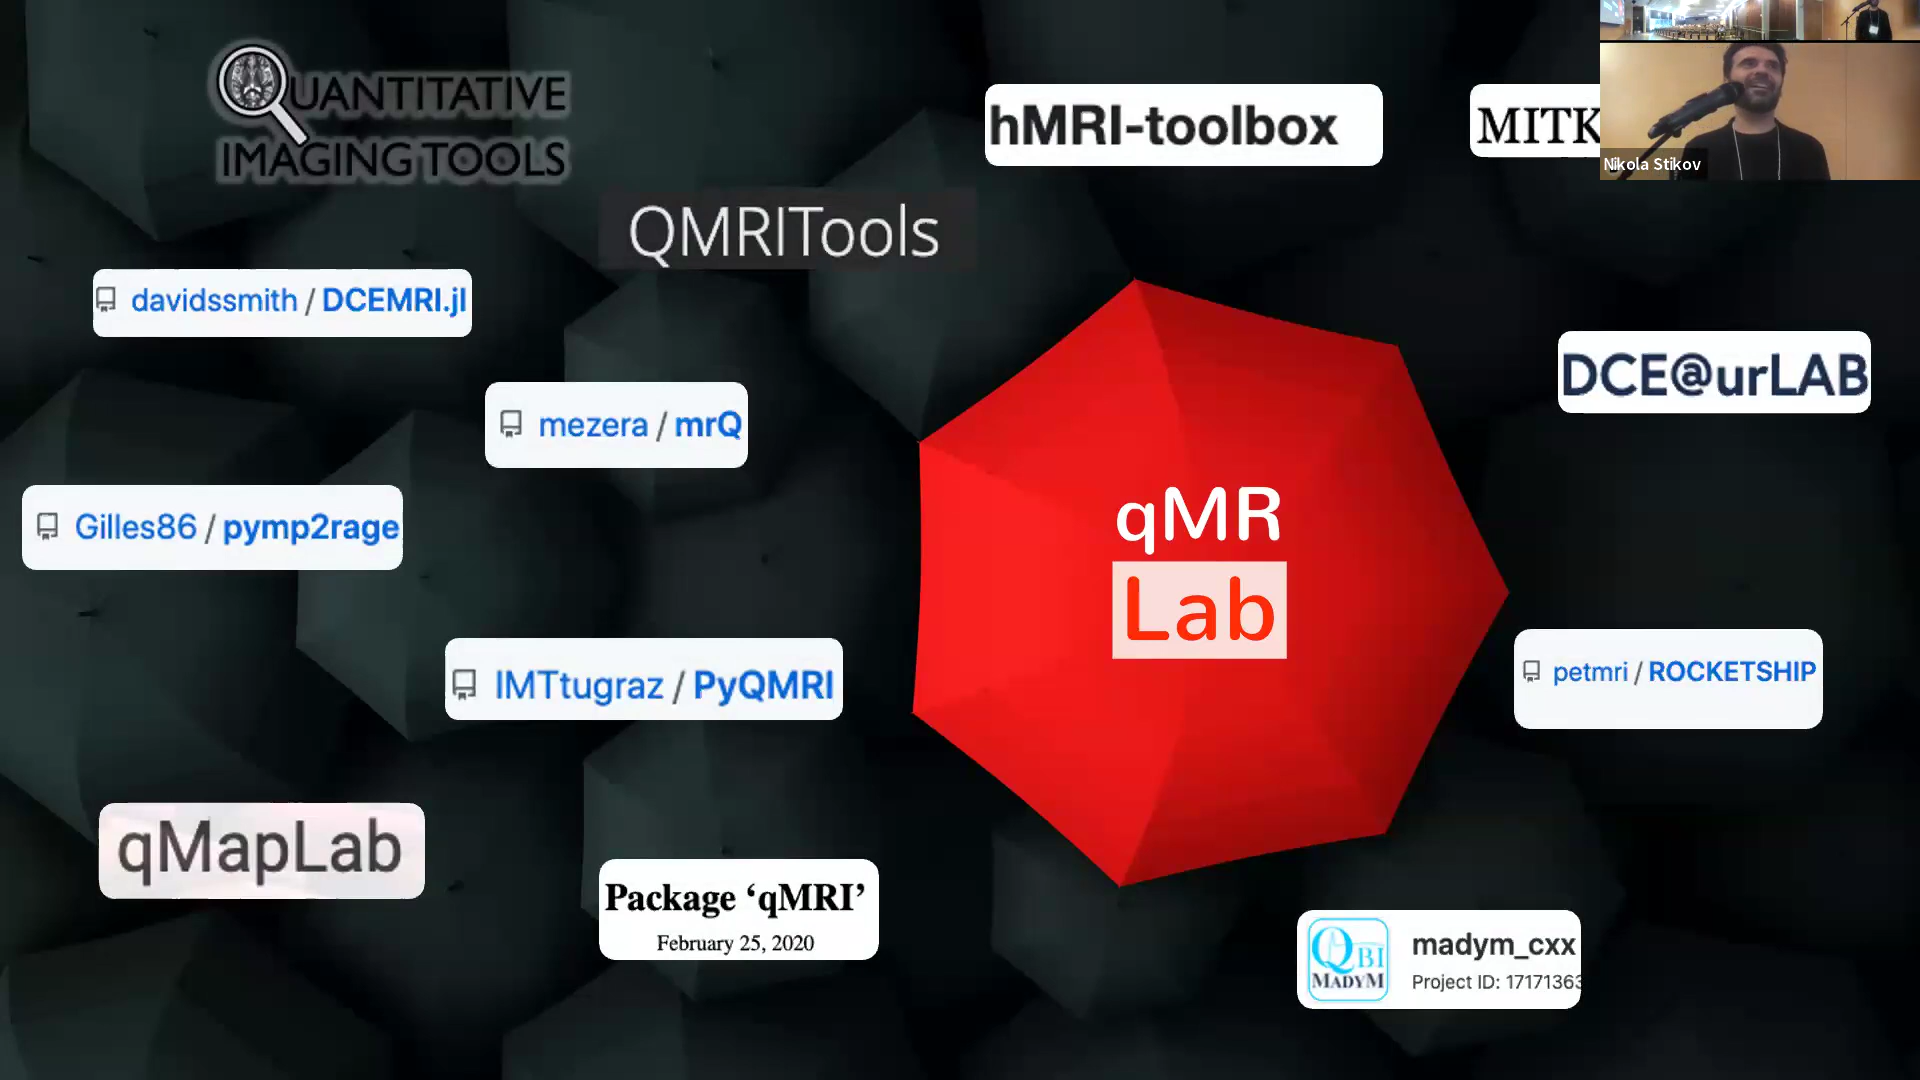 QUANTITATIVE
IMAGING TOOLS
hMRI-toolbox
MITK
Nikola Stikov
QMRITools
davidssmith / DCEMRI.jl
DCE@urLAB
mezera / mrQ
Gilles86 / pymp2rage
qMR
Lab
IMTtugraz / PyQMRI
petmri / ROCKETSHIP
qMapLab
Package ‘qMRI’
February 25, 2020
QBI
MADYM
madym_cxx
Project ID: 17171363